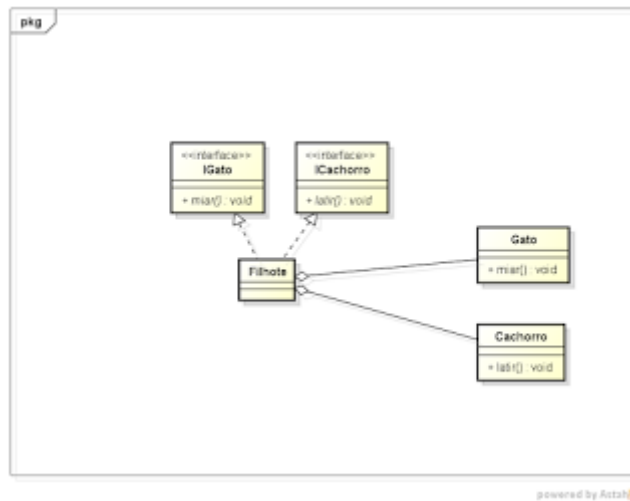 pkg
<<interface>>
IGato
+ miar() : void
<<interface>>
ICachorro
+ latir() : void
Filhote
Gato
+ miar() : void
Cachorro
+ latir() : void
powered by Astah